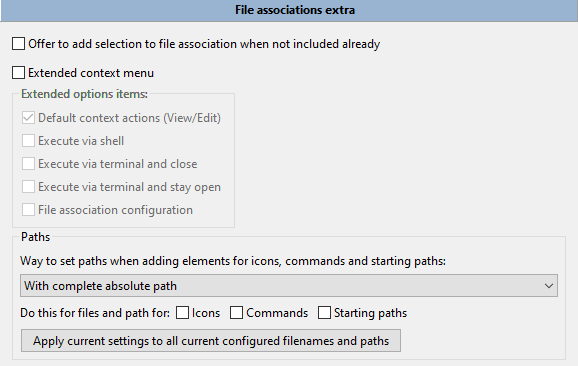 File associations extra
Offer to add selection to file association when not included already
Extended context menu
Extended options items:
Default context actions (View/Edit)
Execute via shell
Execute via terminal and close
Execute via terminal and stay open
File association configuration
Paths
Way to set paths when adding elements for icons, commands and starting paths:
With complete absolute path
Do this for files and path for: Icons Commands Starting paths
Apply current settings to all current configured filenames and paths